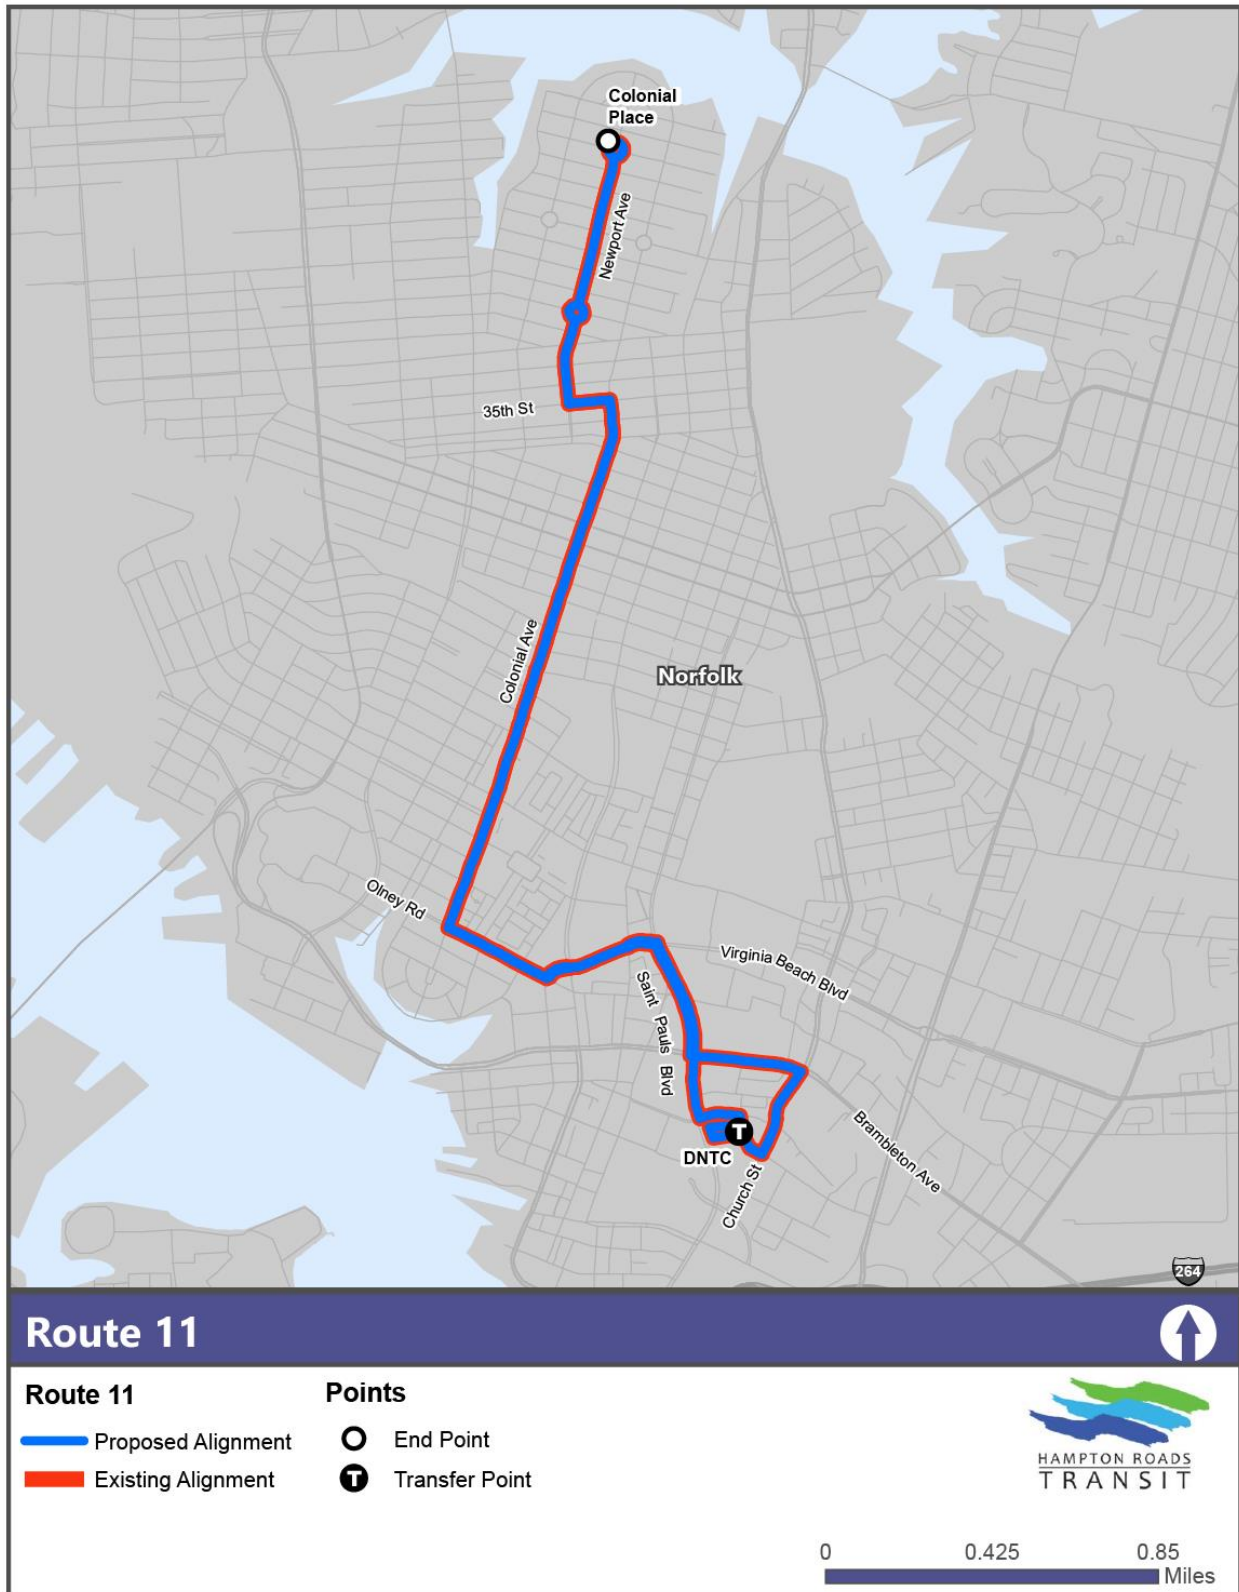 Colonial
Place
Newport Ave
35th St
Colonial Ave
Norfolk
Olney Rd
Virginia Beach Blvd
Saint Pauls Blvd
T
DNTC
Church St
Brambleton Ave
264
Route 11
Route 11
Points
Proposed Alignment
End Point
Existing Alignment
T
Transfer Point
HAMPTON ROADS
TRANSIT
0 0.425 0.85
Miles